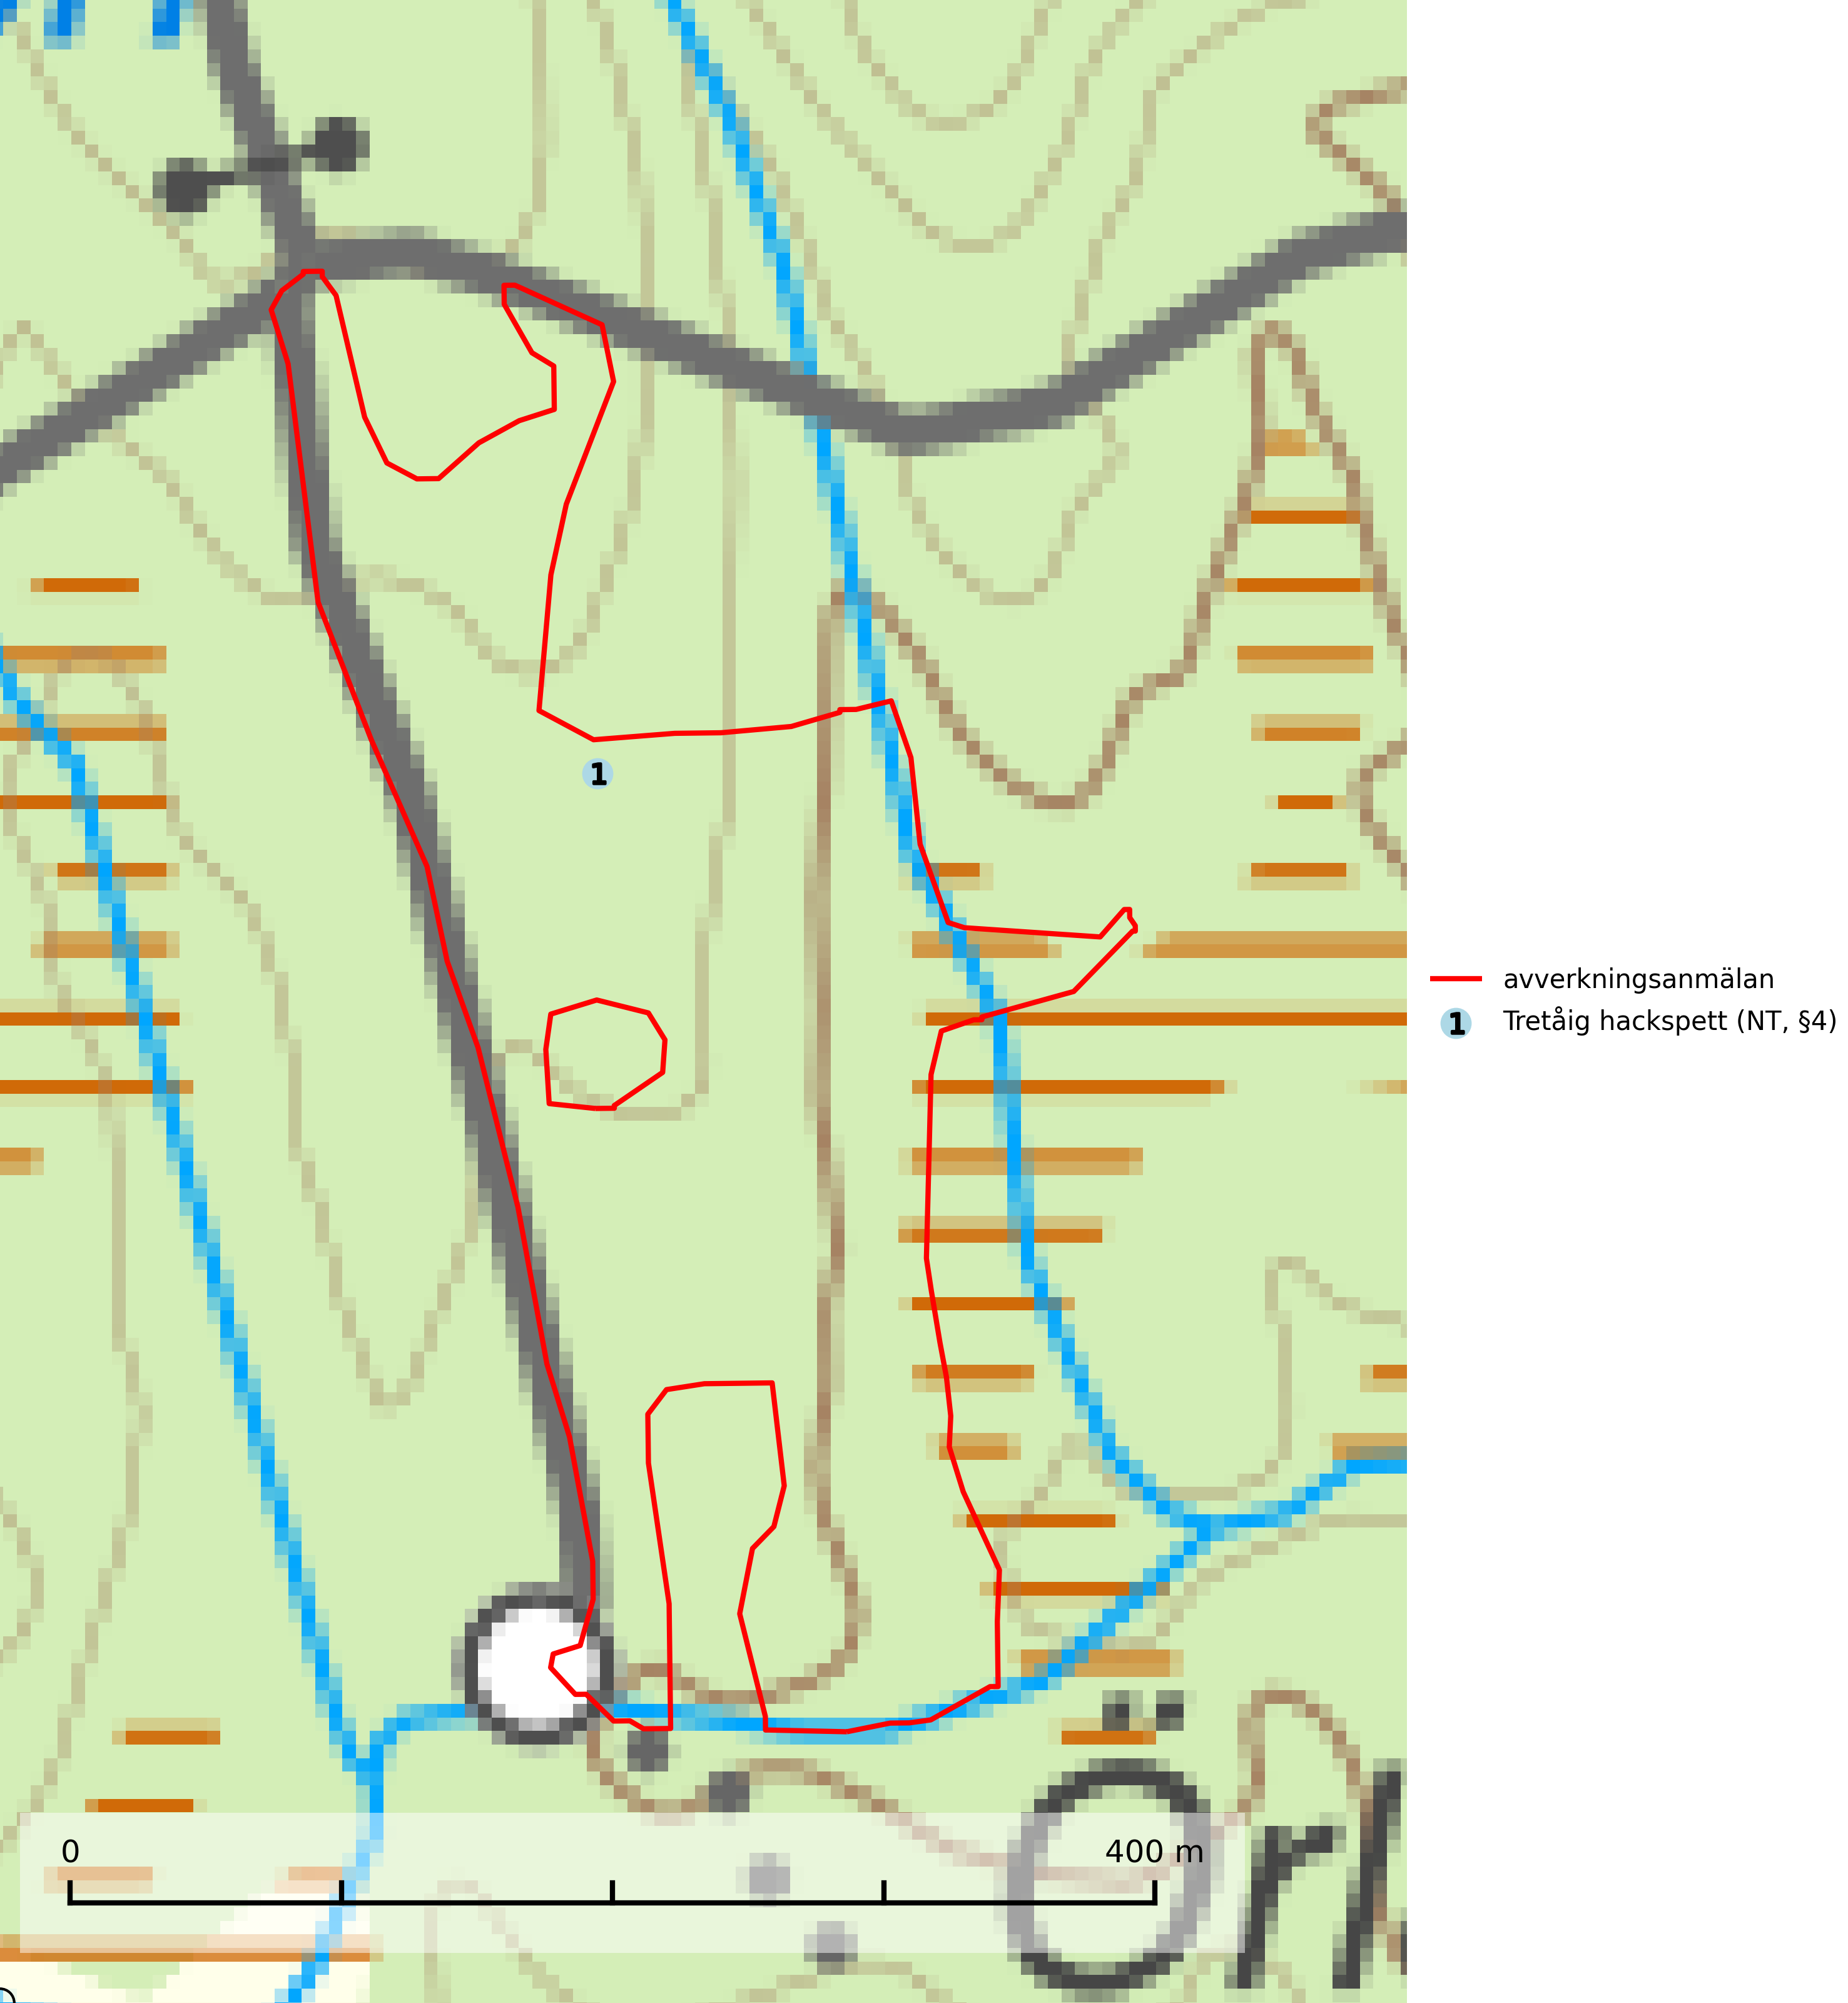 1
avverkningsanmälan
1 Tretåig hackspett (NT, §4)
0 400 m